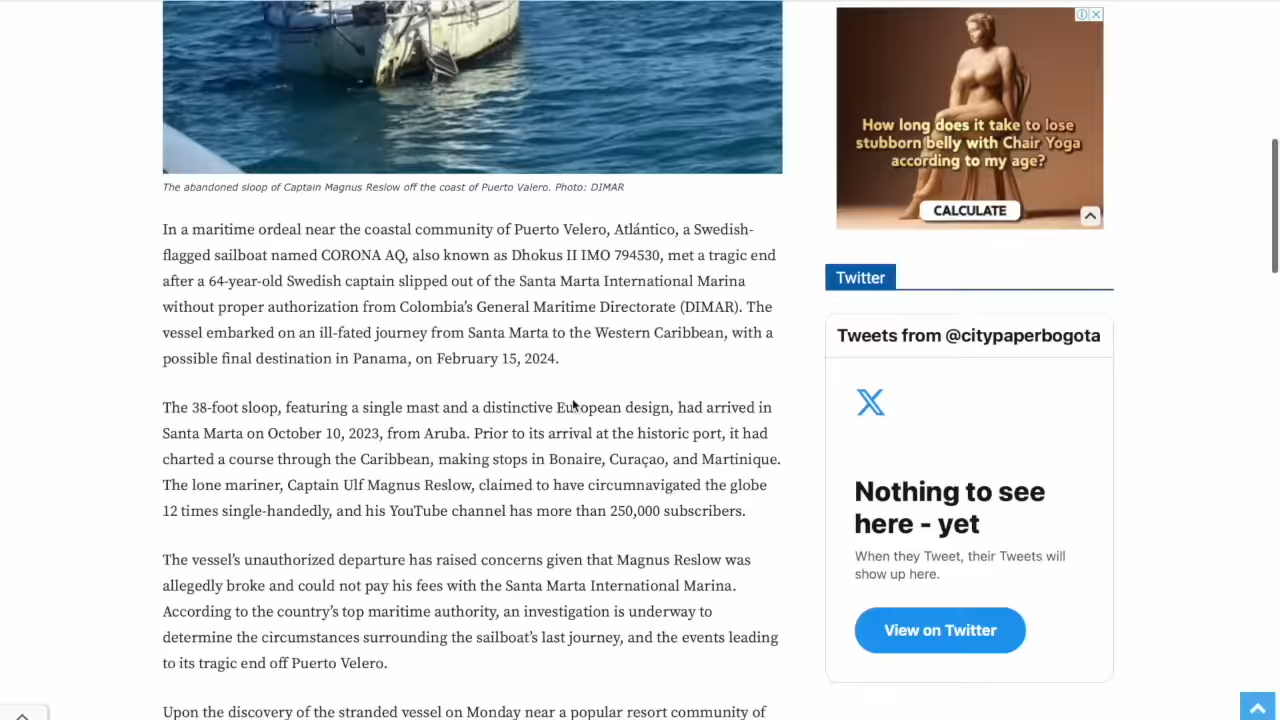 The abandoned sloop of Captain Magnus Reslow off the coast of Puerto Valero. Photo: DIMAR
In a maritime ordeal near the coastal community of Puerto Velero, Atlántico, a Swedish-
flagged sailboat named CORONA AQ, also known as Dhokus II IMO 794530, met a tragic end
after a 64-year-old Swedish captain slipped out of the Santa Marta International Marina
without proper authorization from Colombia’s General Maritime Directorate (DIMAR). The
vessel embarked on an ill-fated journey from Santa Marta to the Western Caribbean, with a
possible final destination in Panama, on February 15, 2024.
The 38-foot sloop, featuring a single mast and a distinctive European design, had arrived in
Santa Marta on October 10, 2023, from Aruba. Prior to its arrival at the historic port, it had
charted a course through the Caribbean, making stops in Bonaire, Curaçao, and Martinique.
The lone mariner, Captain Ulf Magnus Reslow, claimed to have circumnavigated the globe
12 times single-handedly, and his YouTube channel has more than 250,000 subscribers.
The vessel’s unauthorized departure has raised concerns given that Magnus Reslow was
allegedly broke and could not pay his fees with the Santa Marta International Marina.
According to the country’s top maritime authority, an investigation is underway to
determine the circumstances surrounding the sailboat’s last journey, and the events leading
to its tragic end off Puerto Velero.
Upon the discovery of the stranded vessel on Monday near a popular resort community of
How long does it take to lose
stubborn belly with Chair Yoga
according to my age?
CALCULATE
Twitter
Tweets from @citypaperbogota
Nothing to see
here - yet
When they Tweet, their Tweets will
show up here.
View on Twitter